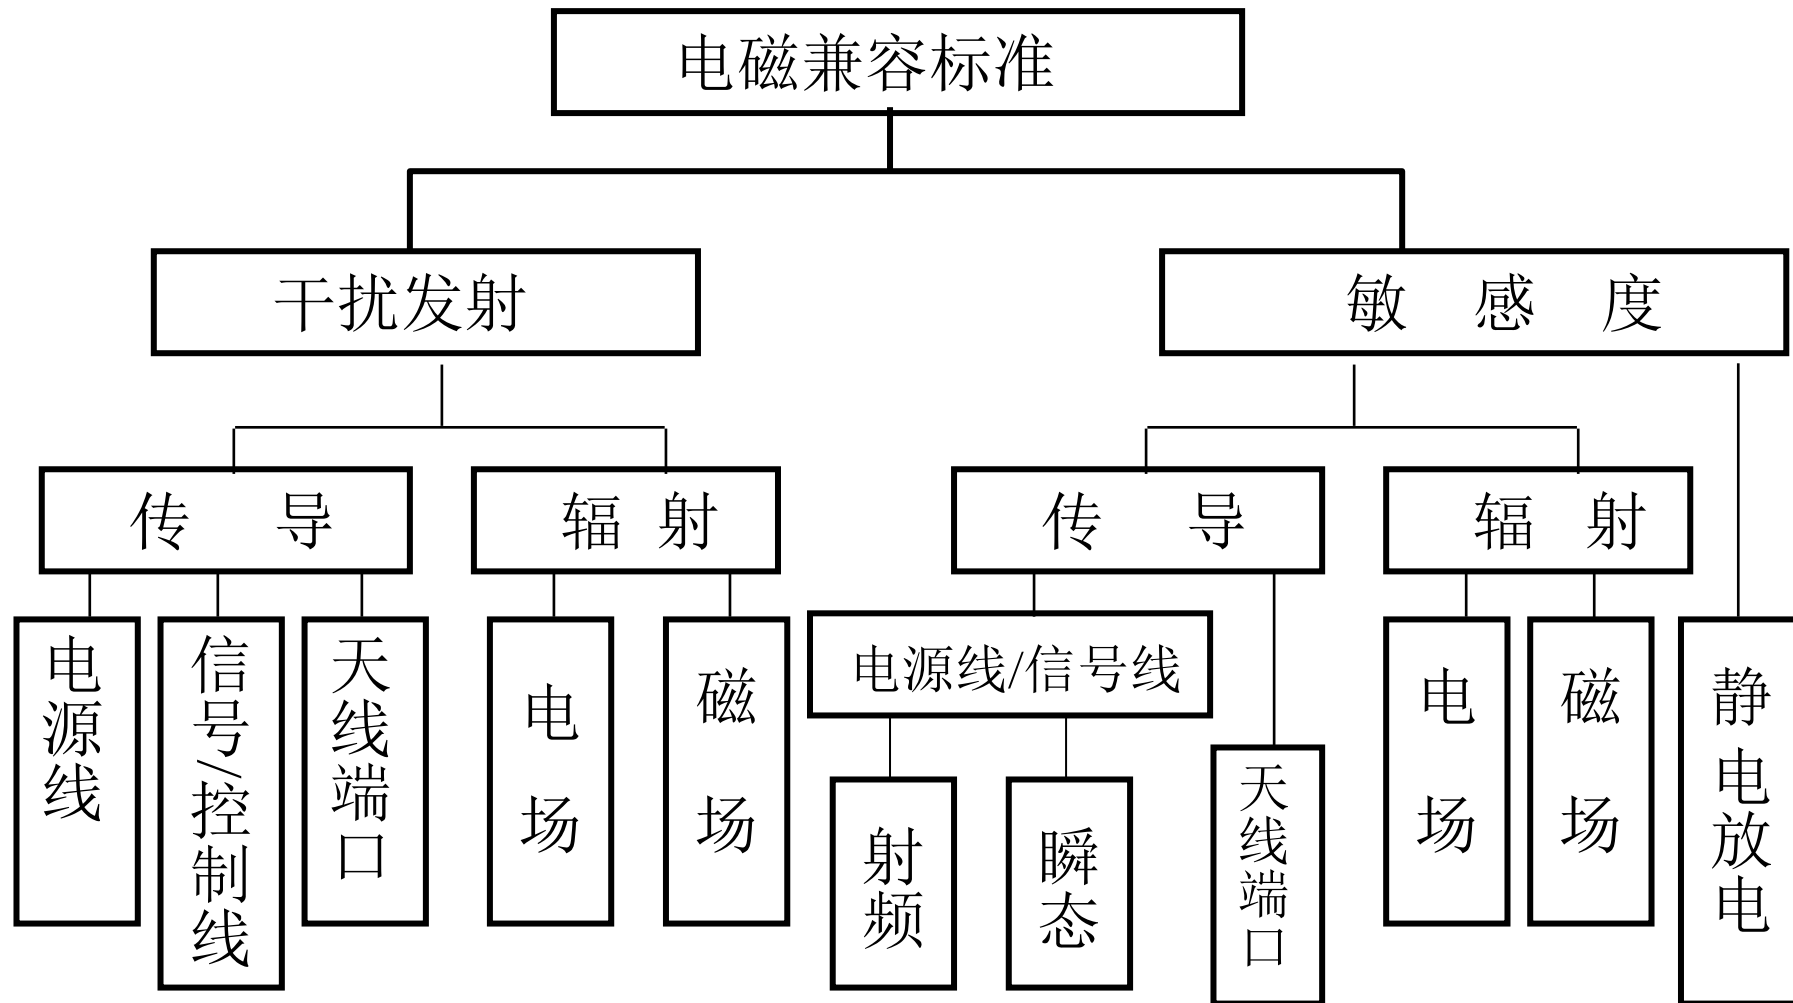 电磁兼容标准
干扰发射
敏 感 度
传 导
辐 射
传 导
辐 射
电源线
信号/控制线
天线端口
电场
磁场
电源线/信号线
射频
瞬态
天线端口
电场
磁场
静电放电